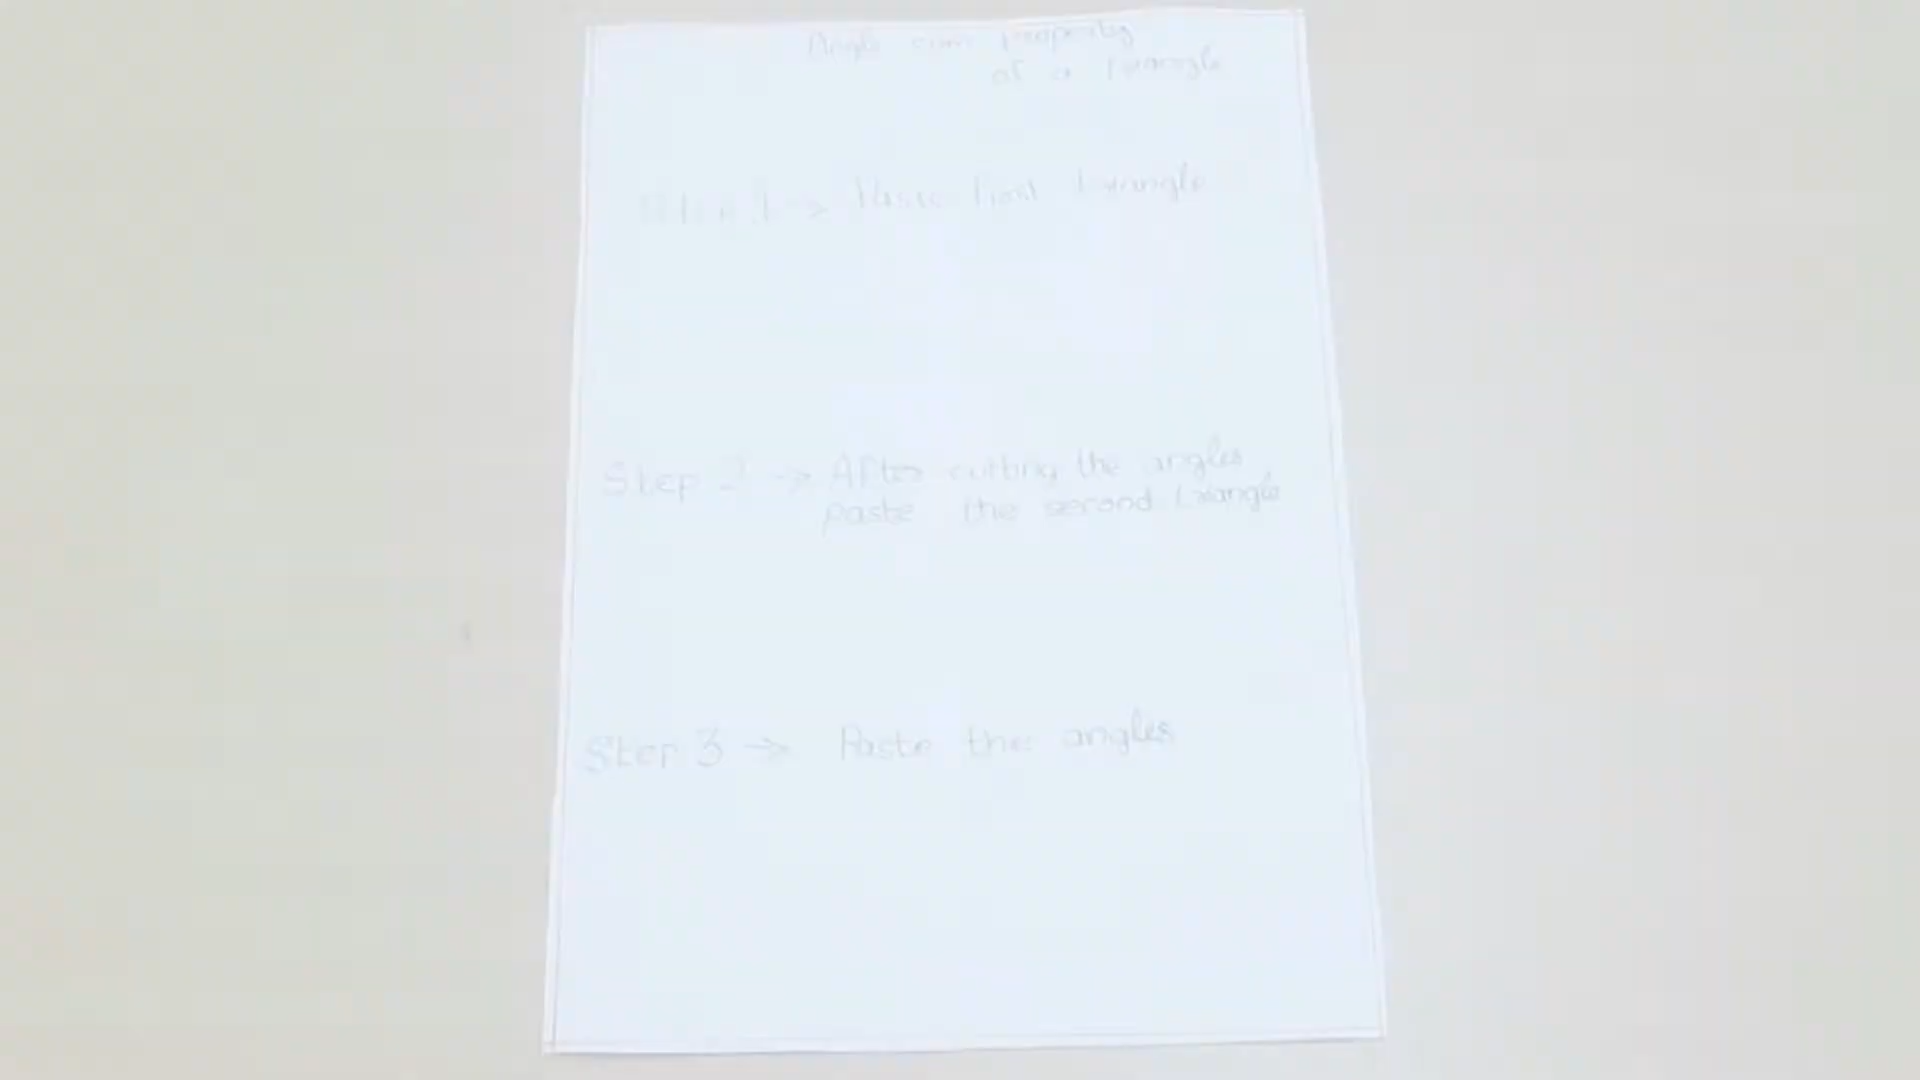 Angle sum property
of a triangle
Step 1 → Paste first triangle
Step 2 → After cutting the angles
paste the second triangle
Step 3 → Paste the angles